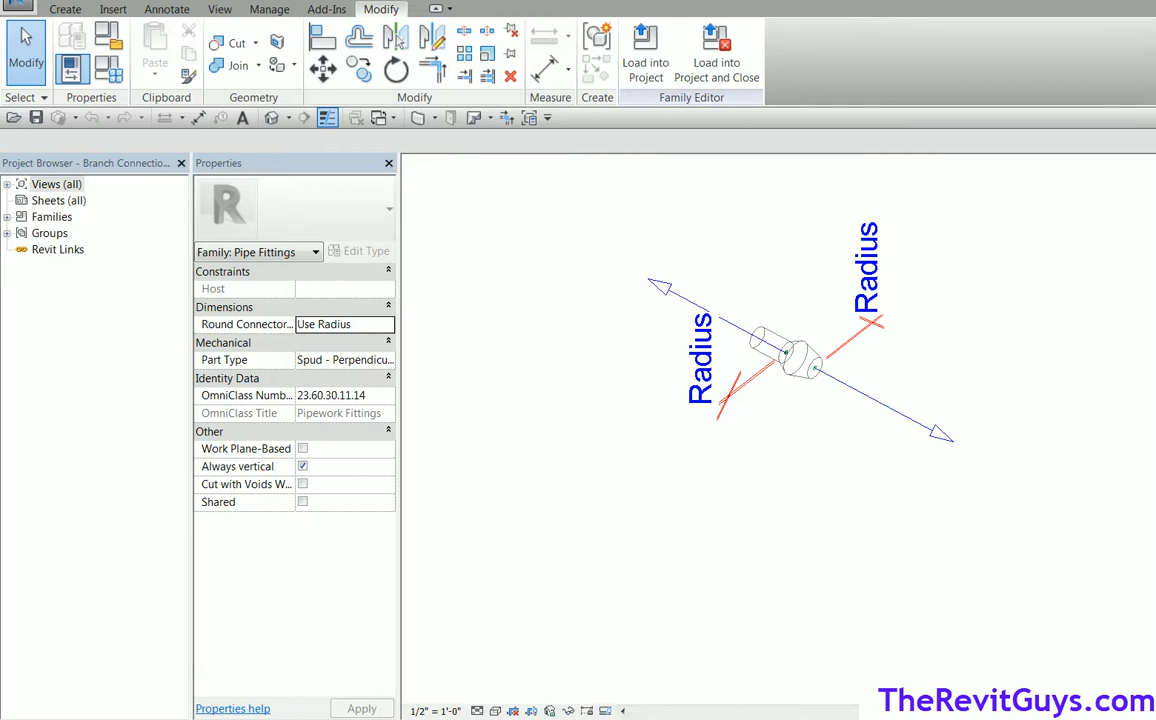 Create Insert Annotate View Manage Add-Ins Modify
Modify
Paste
Cut
Join
Load into
Project
Load into
Project and Close
Select Properties Clipboard Geometry Modify Measure Create Family Editor
A
Project Browser - Branch Connectio...
Views (all)
Sheets (all)
Families
Groups
Revit Links
Properties
R
Family: Pipe Fittings Edit Type
Constraints
Host
Dimensions
Round Connector... Use Radius
Mechanical
Part Type Spud - Perpendicu...
Identity Data
OmniClass Numb... 23.60.30.11.14
OmniClass Title Pipework Fittings
Other
Work Plane-Based
Always vertical
Cut with Voids W...
Shared
Properties help Apply
Radius
Radius
1/2" = 1'-0"
TheRevitGuys.com